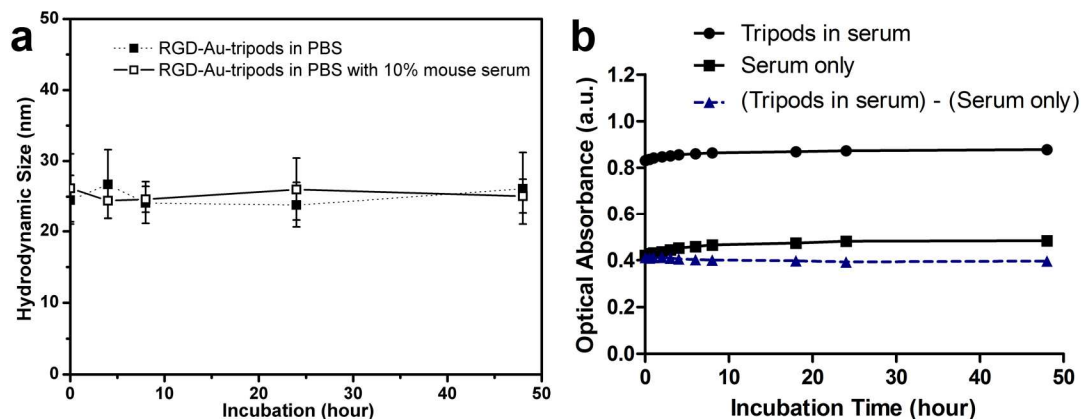 a
RGD-Au-tripods in PBS
RGD-Au-tripods in PBS with 10% mouse serum
Hydrodynamic Size (nm)
50
40
30
20
10
0
0 10 20 30 40 50
Incubation (hour)
b
Tripods in serum
Serum only
(Tripods in serum) - (Serum only)
Optical Absorbance (a.u.)
1.2
1.0
0.8
0.6
0.4
0.2
0.0
0 10 20 30 40 50
Incubation Time (hour)